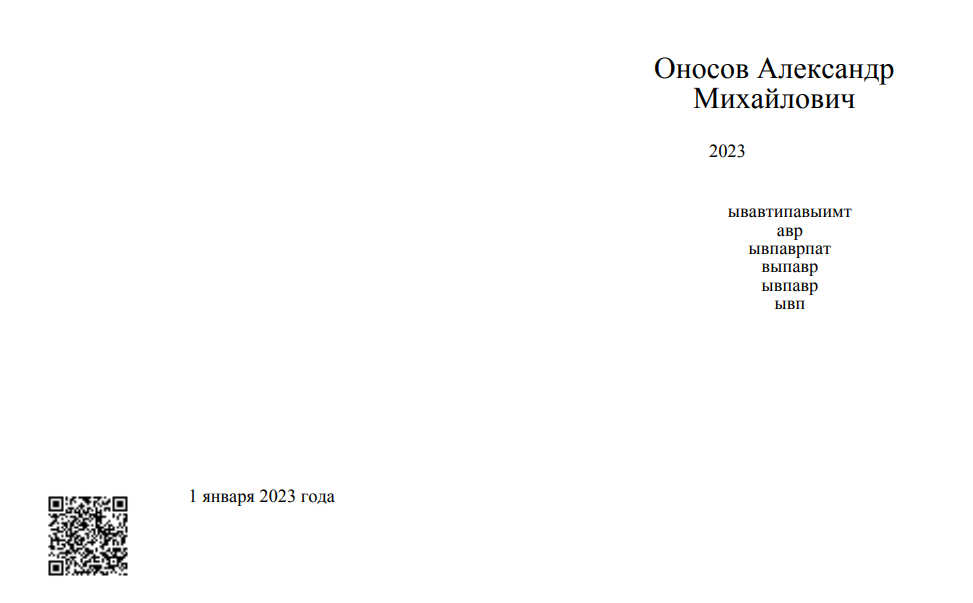 Оносов Александр
Михайлович
2023
ывавтипавыимт
авр
ывпаврпат
выпавр
ывпавр
ывп
1 января 2023 года